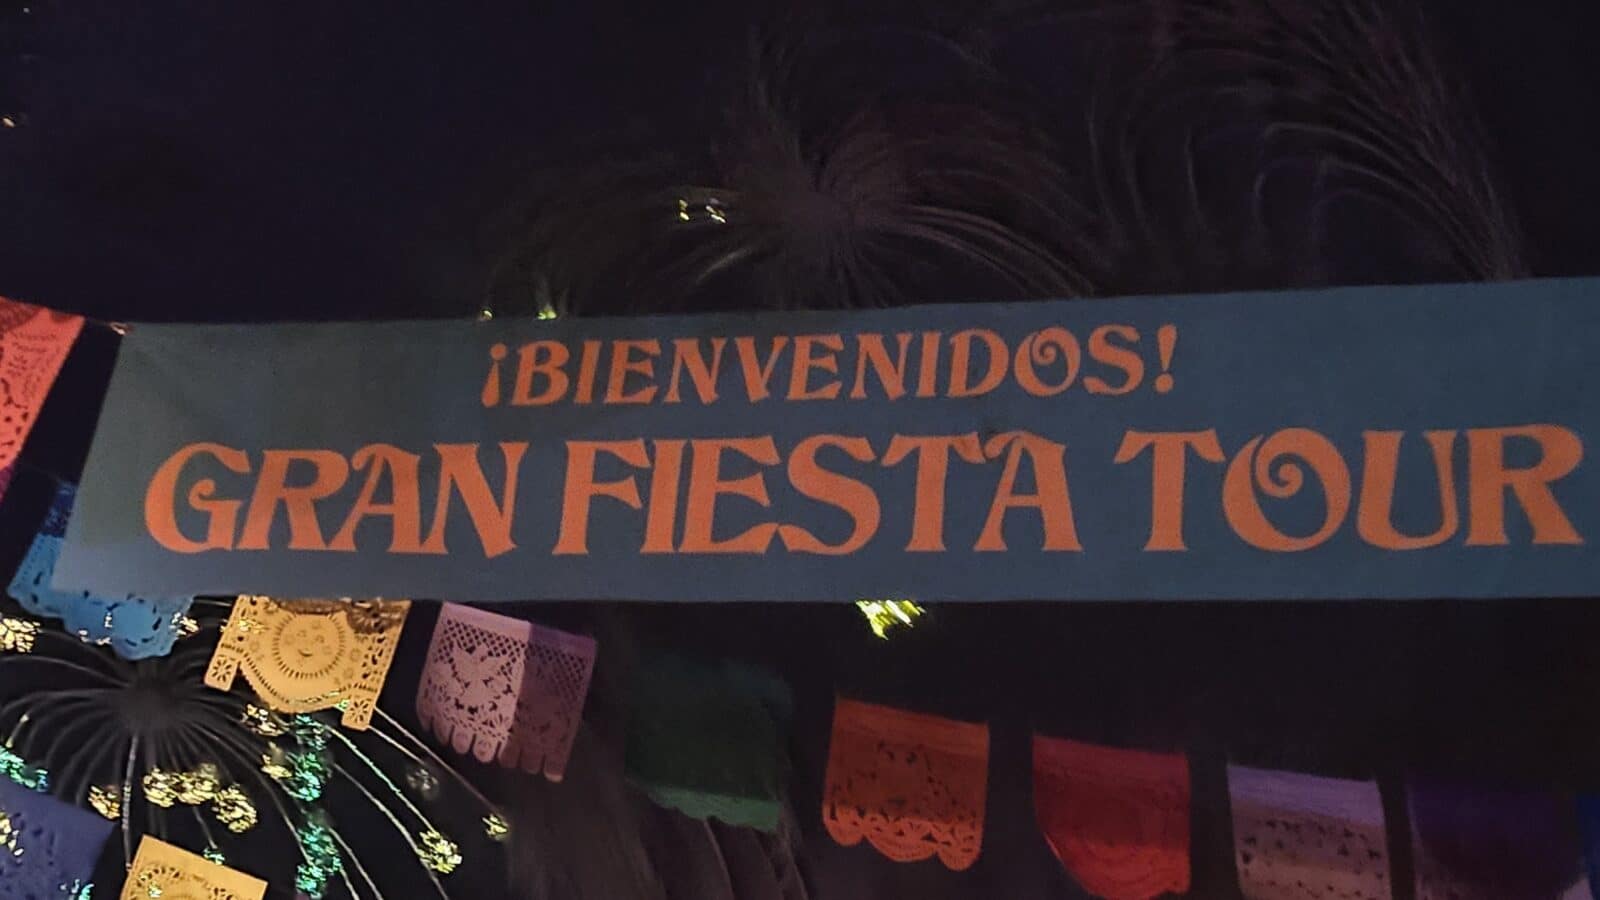 ¡BIENVENIDOS!
GRAN FIESTA TOUR